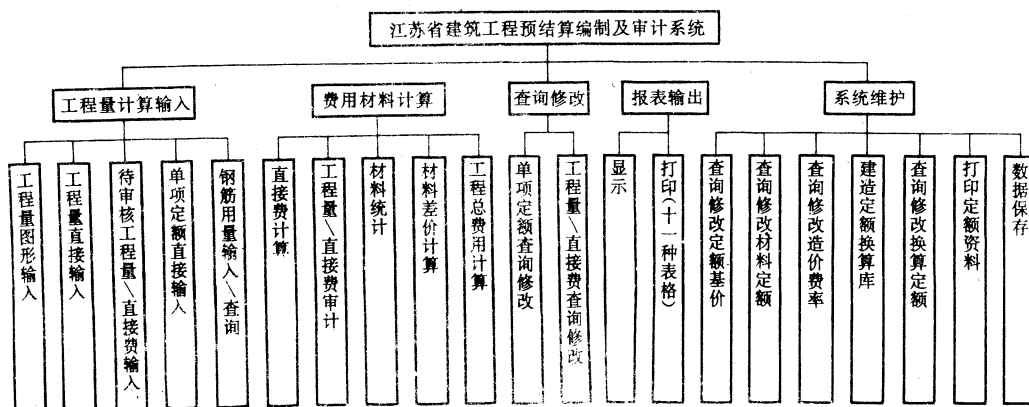 江苏省建筑工程预结算编制及审计系统
工程量计算输入
费用材料计算
查询修改
报表输出
系统维护
工程量图形输入
工程量直接输入
待审核工程量\直接费输入
单项定额直接输入
钢筋用量输入\查询
直接费计算
工程量\直接费审计
材料统计
材料差价计算
工程总费用计算
单项定额查询修改
工程量\直接费查询修改
显示
打印(十一种表格)
查询修改定额基价
查询修改材料定额
查询修改造价费率
建造定额换算库
查询修改换算定额
打印定额资料
数据保存